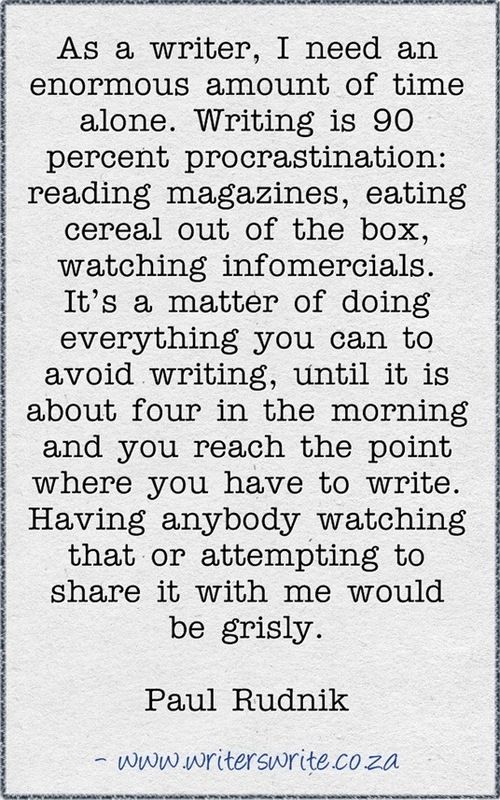 As a writer, I need an
enormous amount of time
alone. Writing is 90
percent procrastination:
reading magazines, eating
cereal out of the box,
watching infomercials.
It's a matter of doing
everything you can to
avoid writing, until it is
about four in the morning
and you reach the point
where you have to write.
Having anybody watching
that or attempting to
share it with me would
be grisly.
Paul Rudnik
- www.writerswrite.co.za